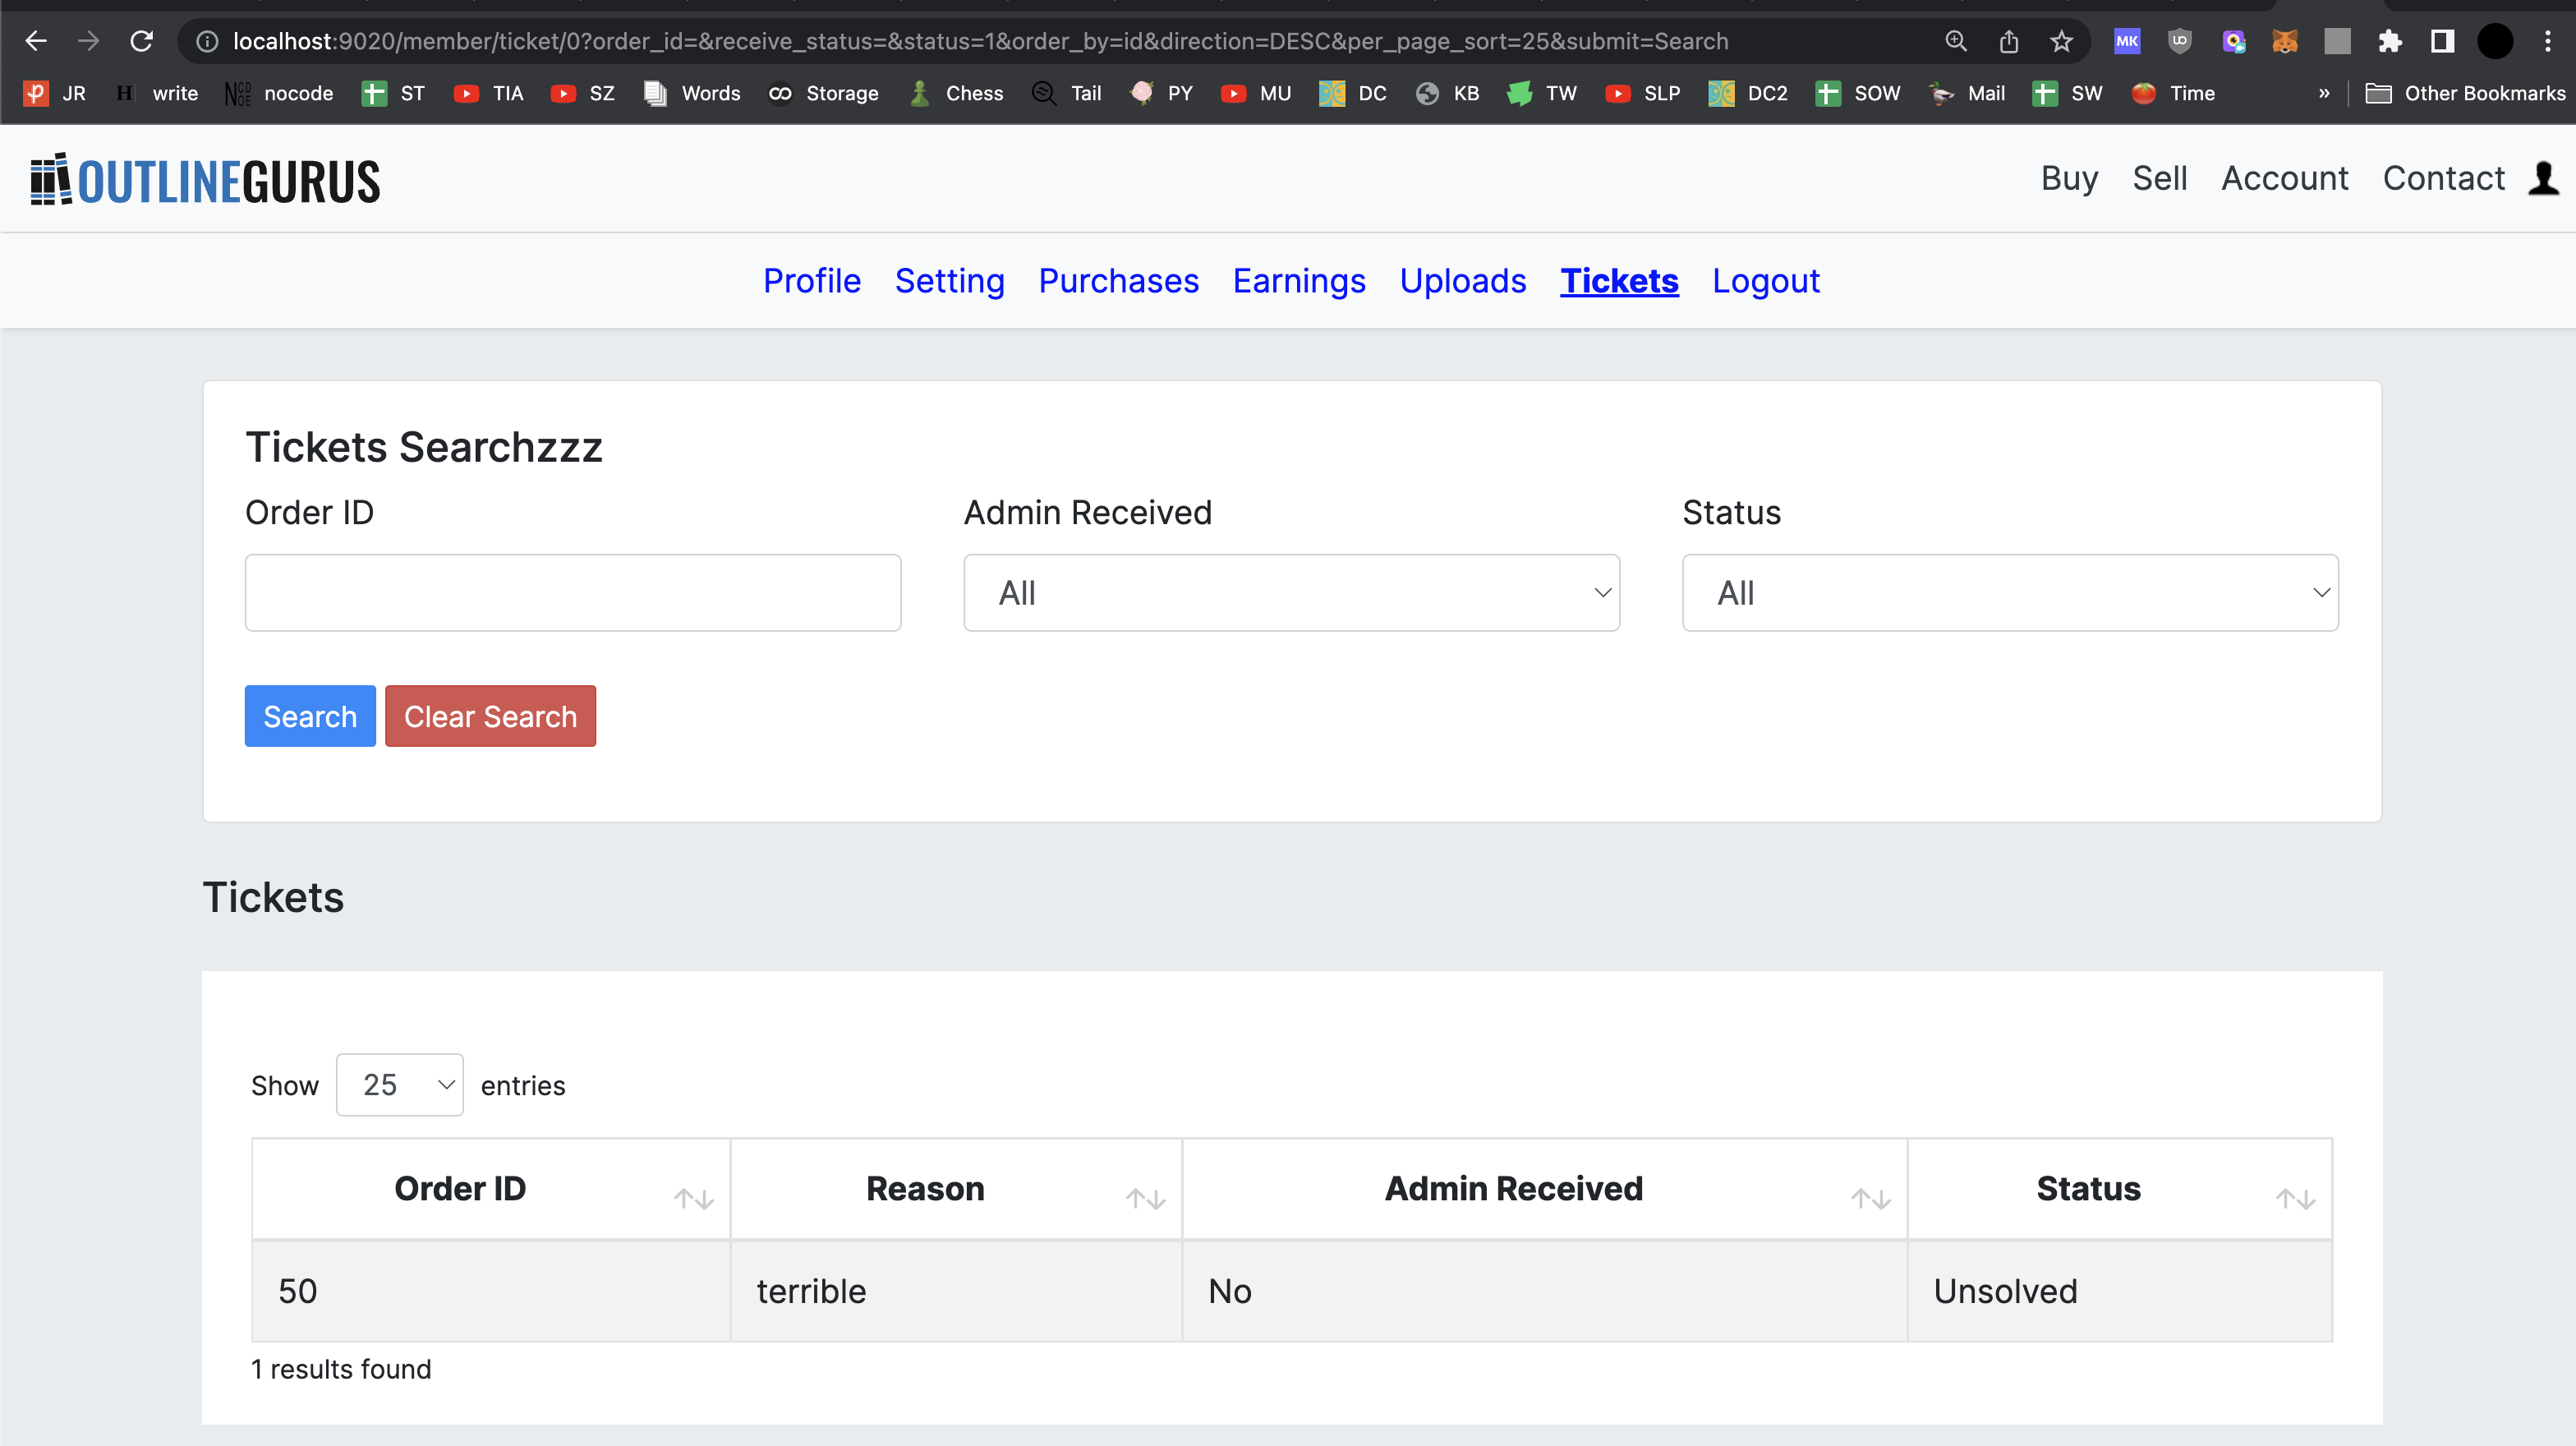 localhost:9020/member/ticket/0?order_id=&receive_status=&status=1&order_by=id&direction=DESC&per_page_sort=25&submit=Search
MK
JR write nocode ST TIA SZ Words Storage Chess Tail PY MU DC KB TW SLP DC2 SOW Mail SW Time » Other Bookmarks
OUTLINEGURUS
Buy Sell Account Contact
Profile Setting Purchases Earnings Uploads Tickets Logout
Tickets Searchzzz
Order ID Admin Received Status
All All
Search Clear Search
Tickets
Show 25 entries
Order ID Reason Admin Received Status
50 terrible No Unsolved
1 results found